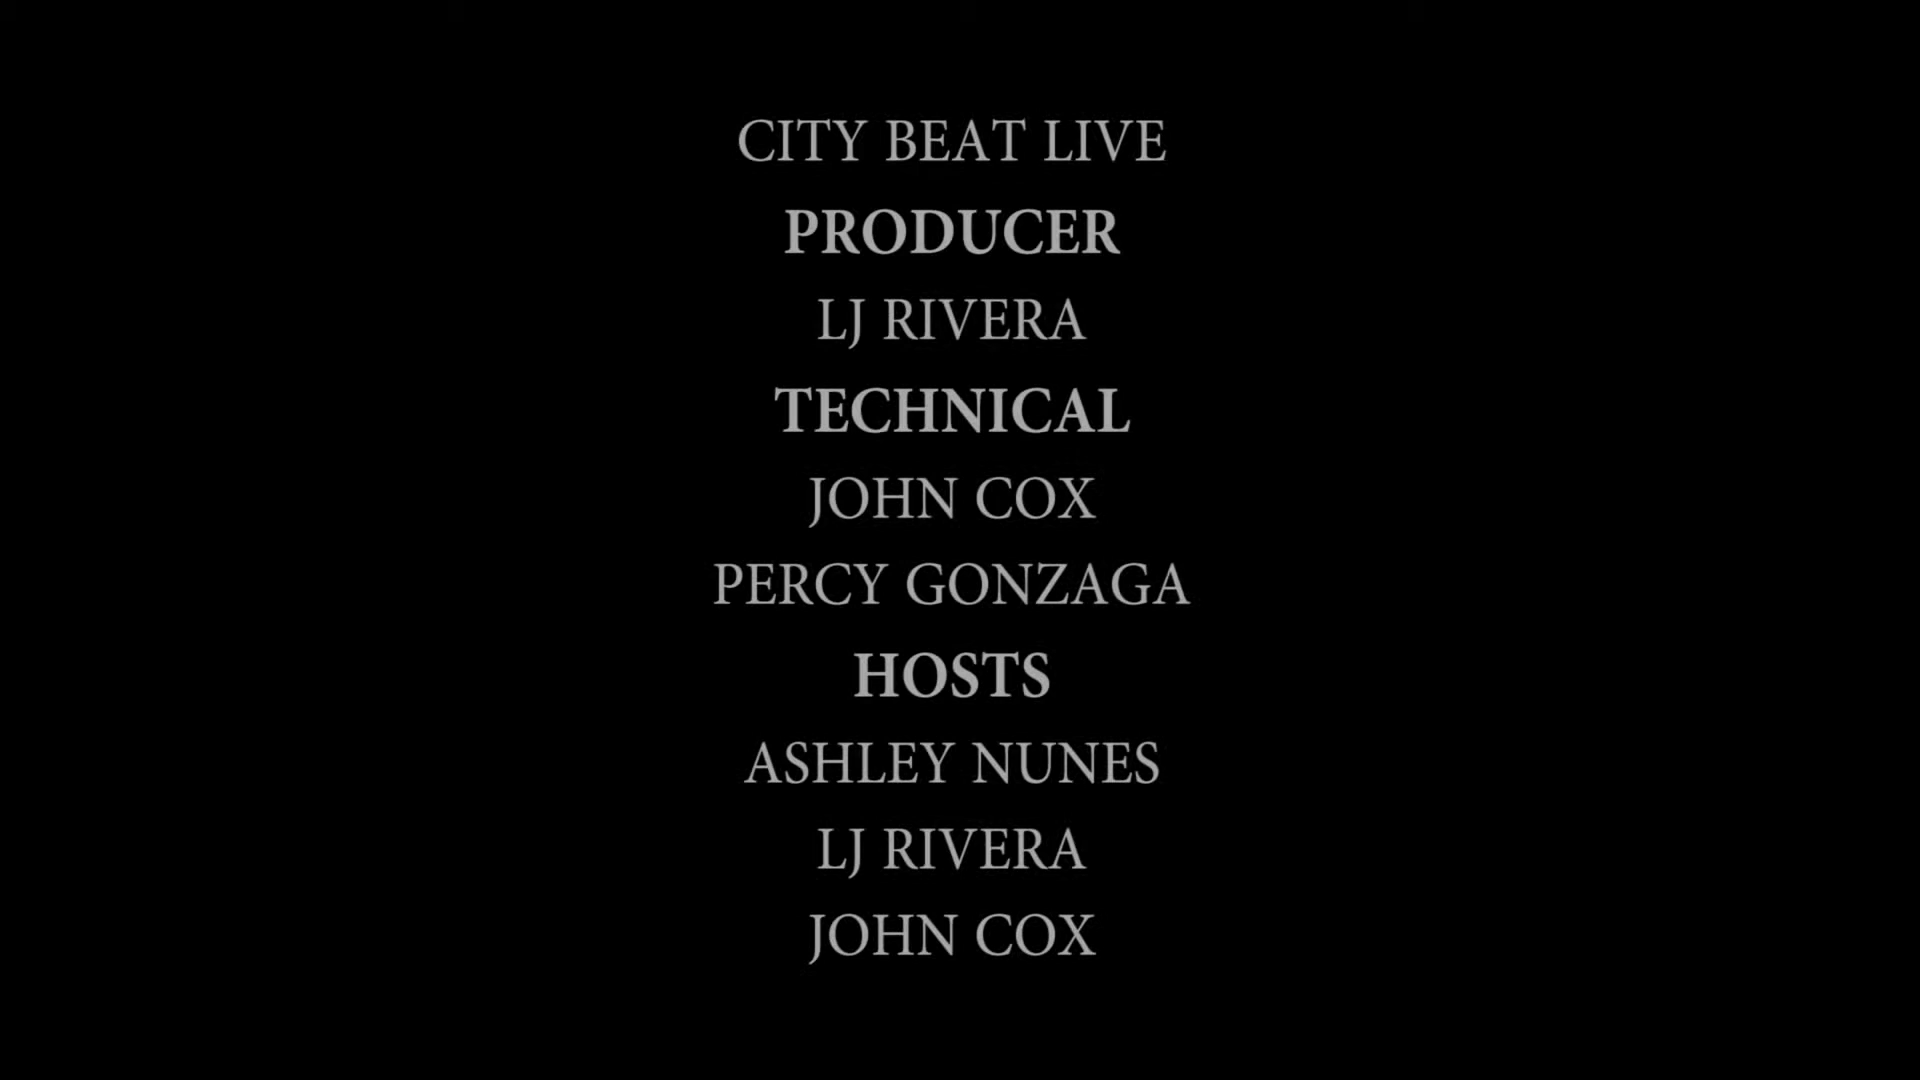 CITY BEAT LIVE
PRODUCER
LJ RIVERA
TECHNICAL
JOHN COX
PERCY GONZAGA
HOSTS
ASHLEY NUNES
LJ RIVERA
JOHN COX